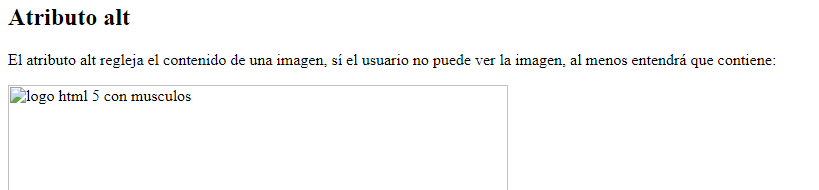 Atributo alt
El atributo alt regleja el contenido de una imagen, sí el usuario no puede ver la imagen, al menos entendrá que contiene:
logo html 5 con musculos